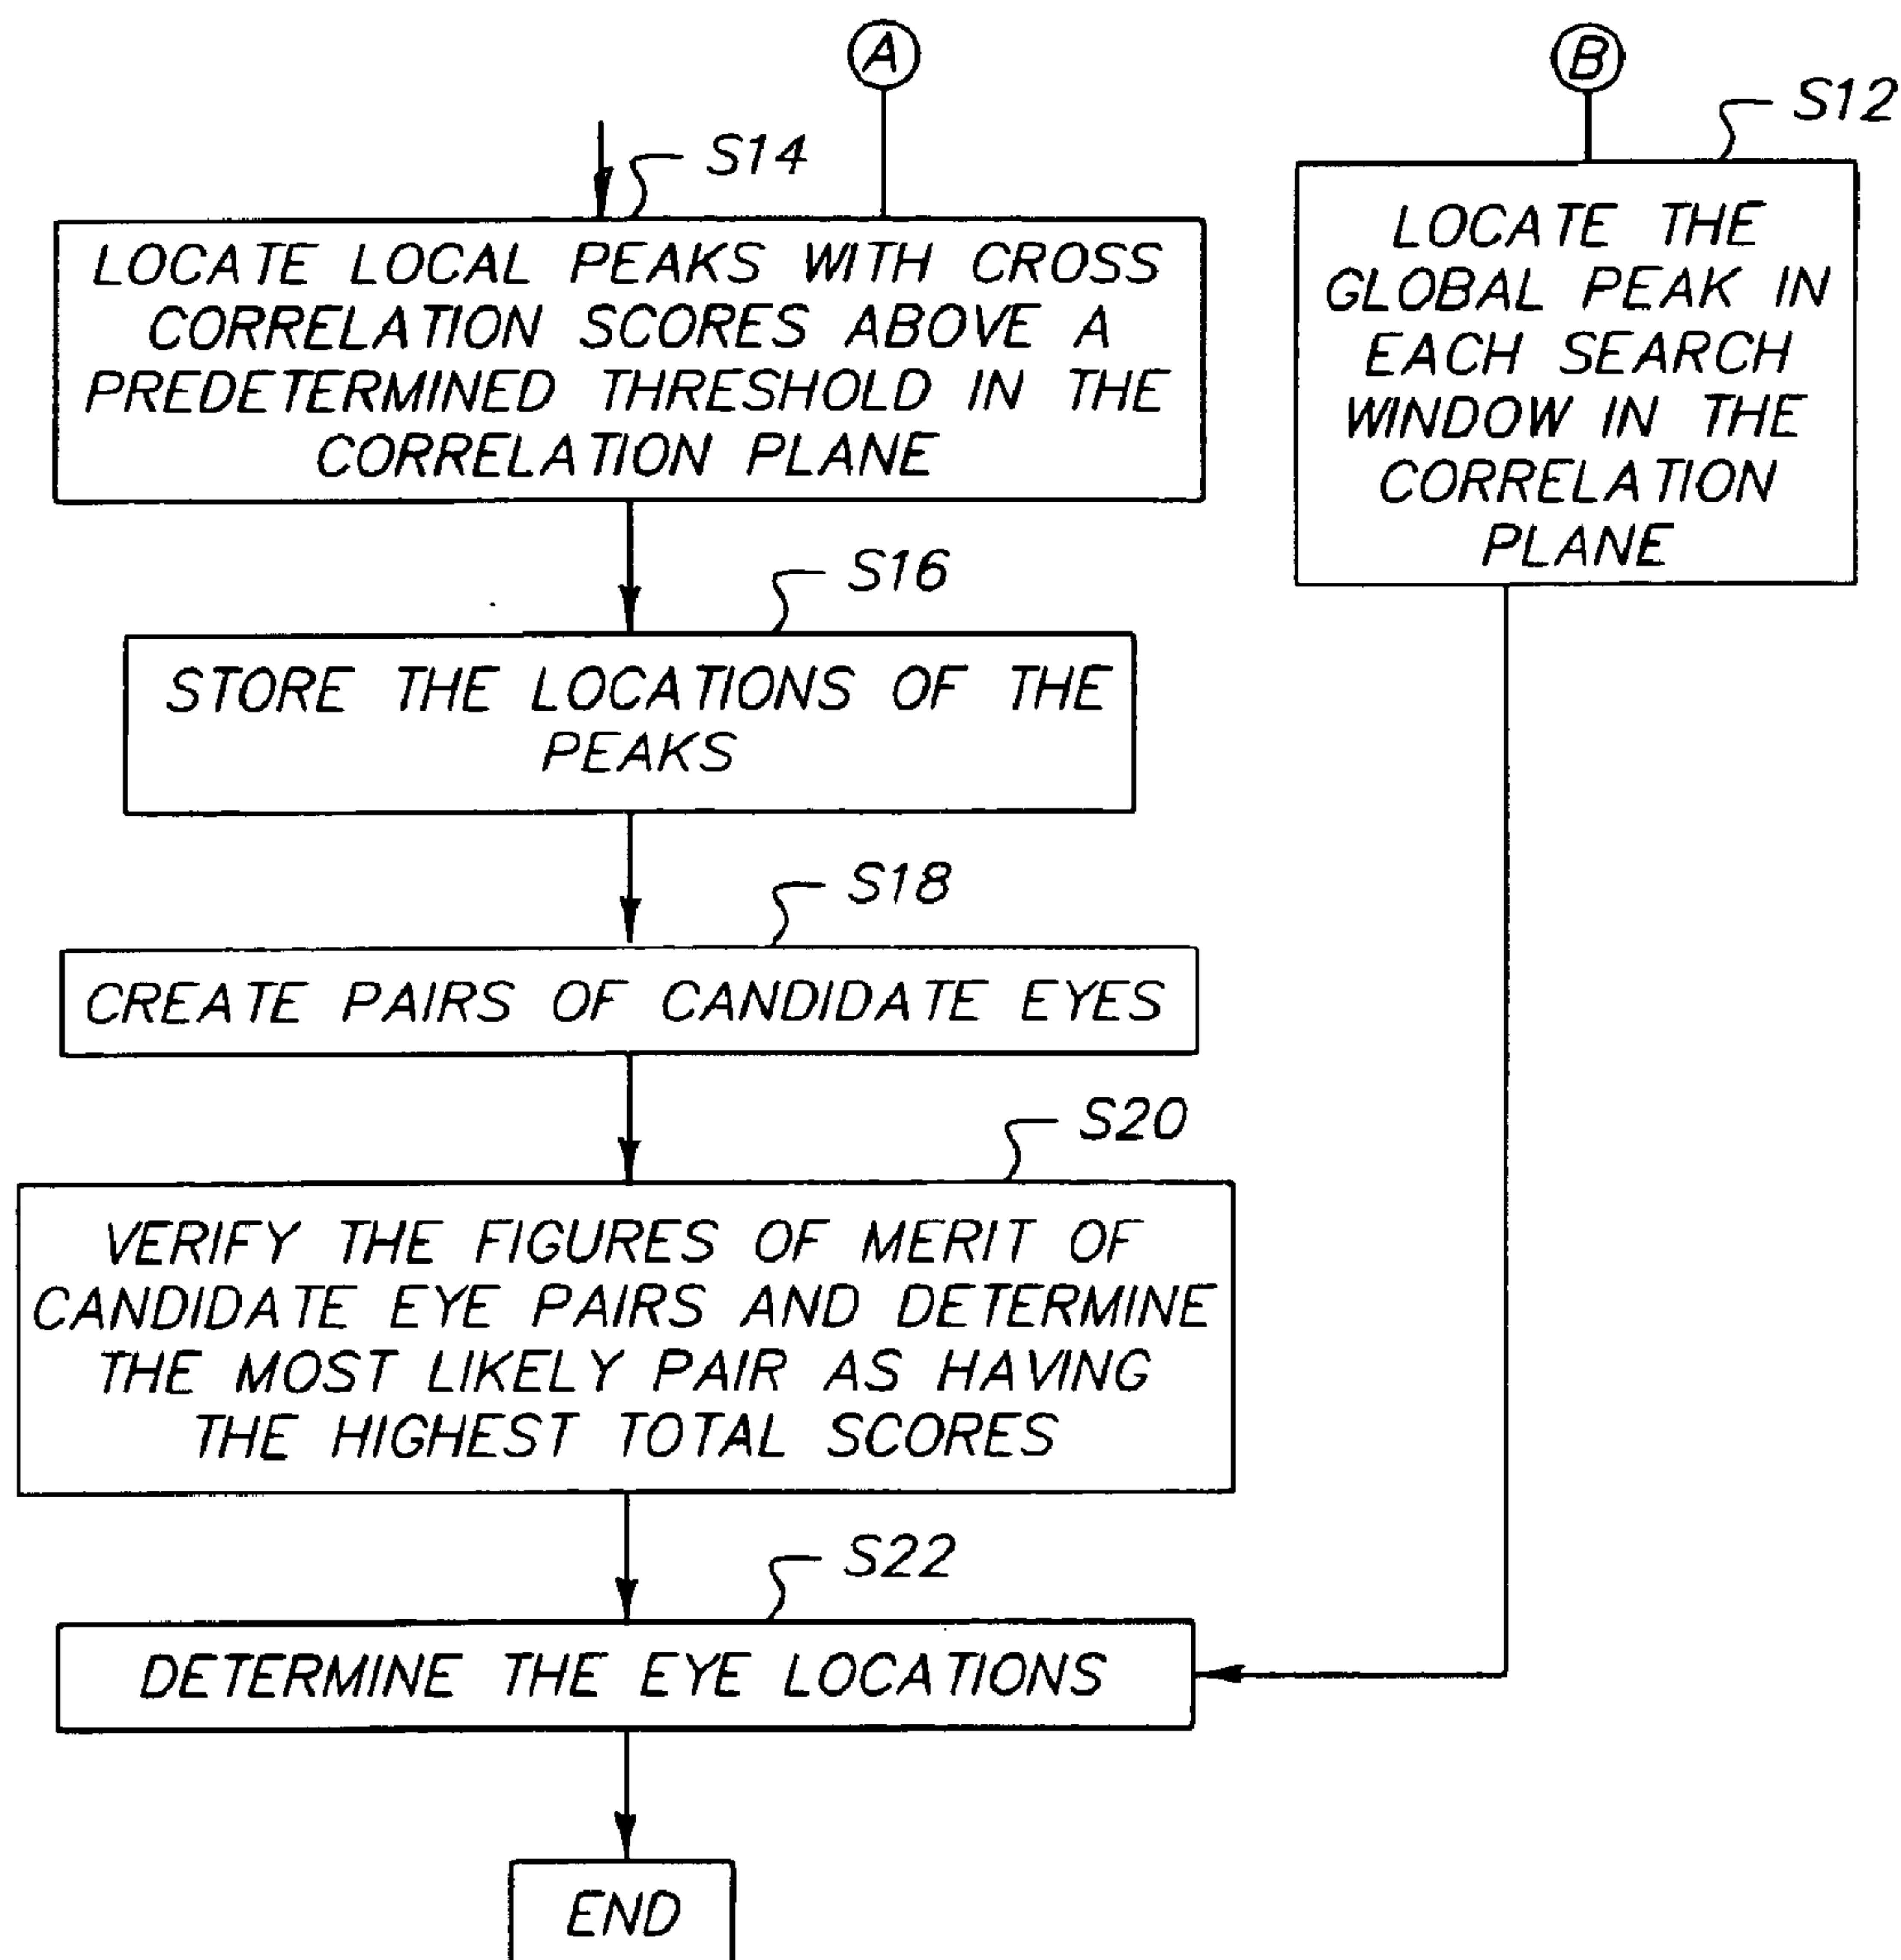 A
B
S12
S14
LOCATE LOCAL PEAKS WITH CROSS
CORRELATION SCORES ABOVE A
PREDETERMINED THRESHOLD IN THE
CORRELATION PLANE
LOCATE THE
GLOBAL PEAK IN
EACH SEARCH
WINDOW IN THE
CORRELATION
PLANE
S16
STORE THE LOCATIONS OF THE
PEAKS
S18
CREATE PAIRS OF CANDIDATE EYES
S20
VERIFY THE FIGURES OF MERIT OF
CANDIDATE EYE PAIRS AND DETERMINE
THE MOST LIKELY PAIR AS HAVING
THE HIGHEST TOTAL SCORES
S22
DETERMINE THE EYE LOCATIONS
END